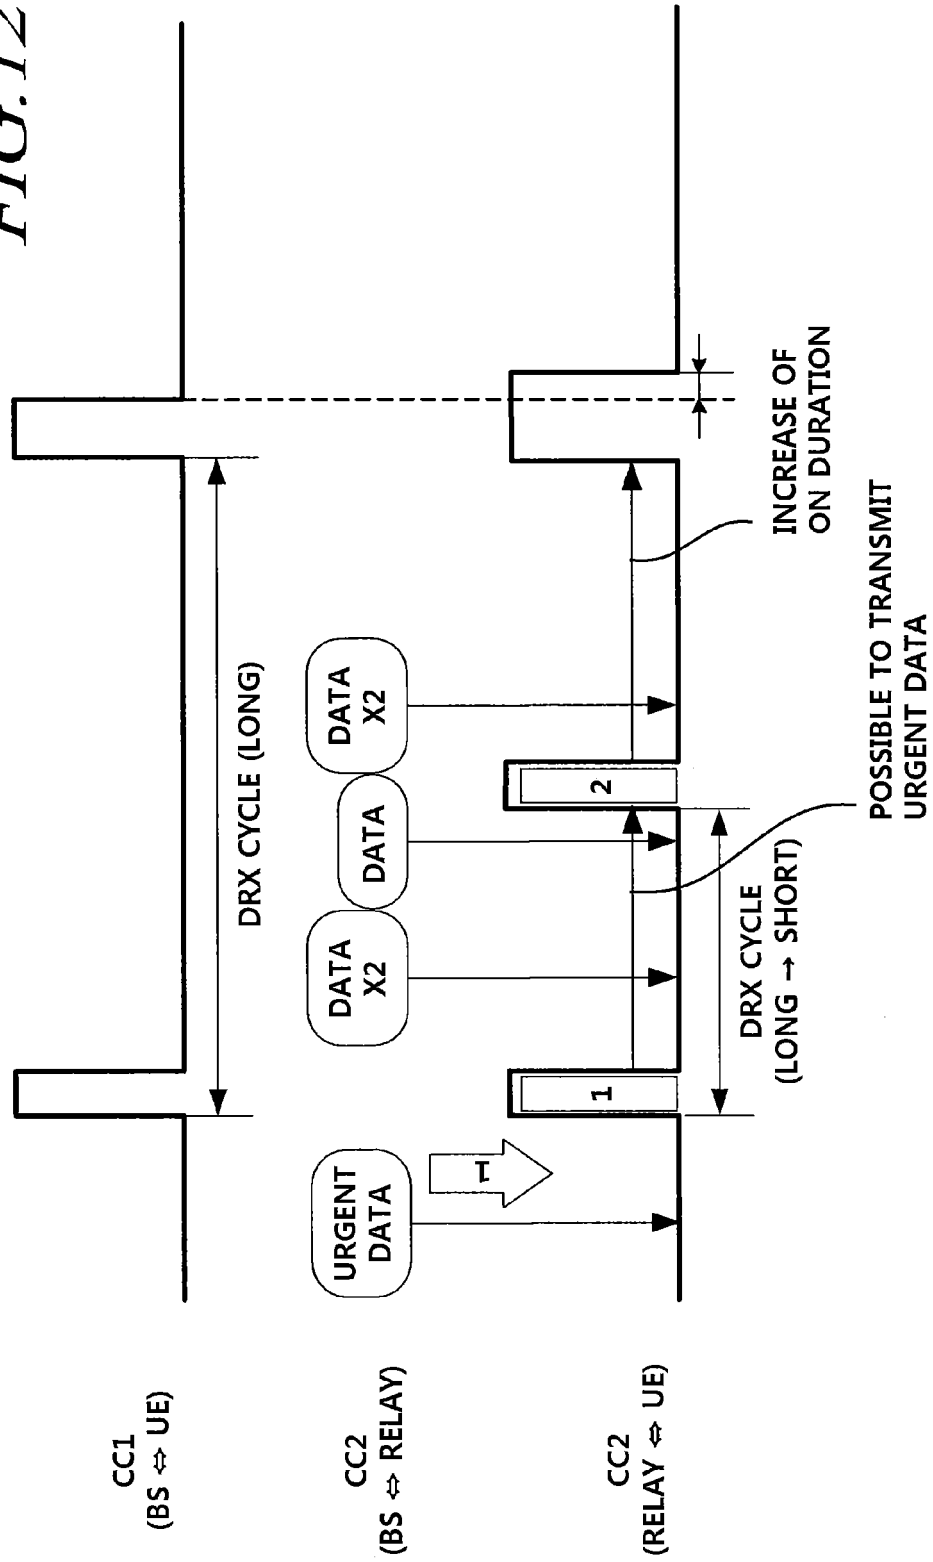 FIG.12
CC1
(BS ⇔ UE)
DRX CYCLE (LONG)
CC2
(BS ⇔ RELAY)
URGENT
DATA
1
DATA
X2
DATA
DATA
X2
CC2
(RELAY ⇔ UE)
1
2
DRX CYCLE
(LONG → SHORT)
INCREASE OF
ON DURATION
POSSIBLE TO TRANSMIT
URGENT DATA